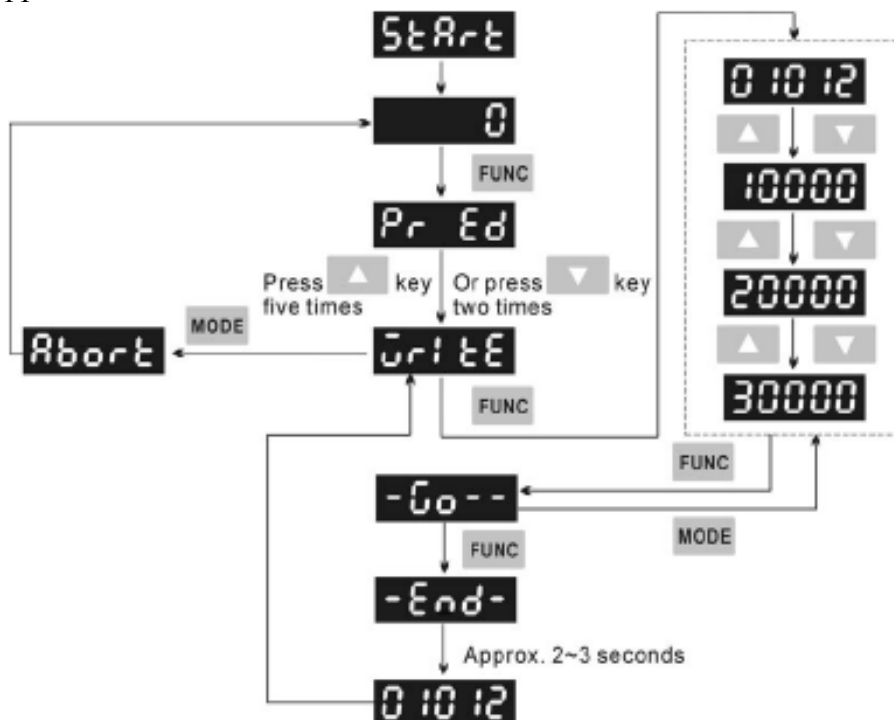 StArt
0
FUNC
Pr Ed
Press ▲ key
five times
Or press ▼ key
two times
MODE
Abort
WrItE
FUNC
01012
▲ ▼
10000
▲ ▼
20000
▲ ▼
30000
FUNC
-Go--
MODE
FUNC
-End-
Approx. 2~3 seconds
01012